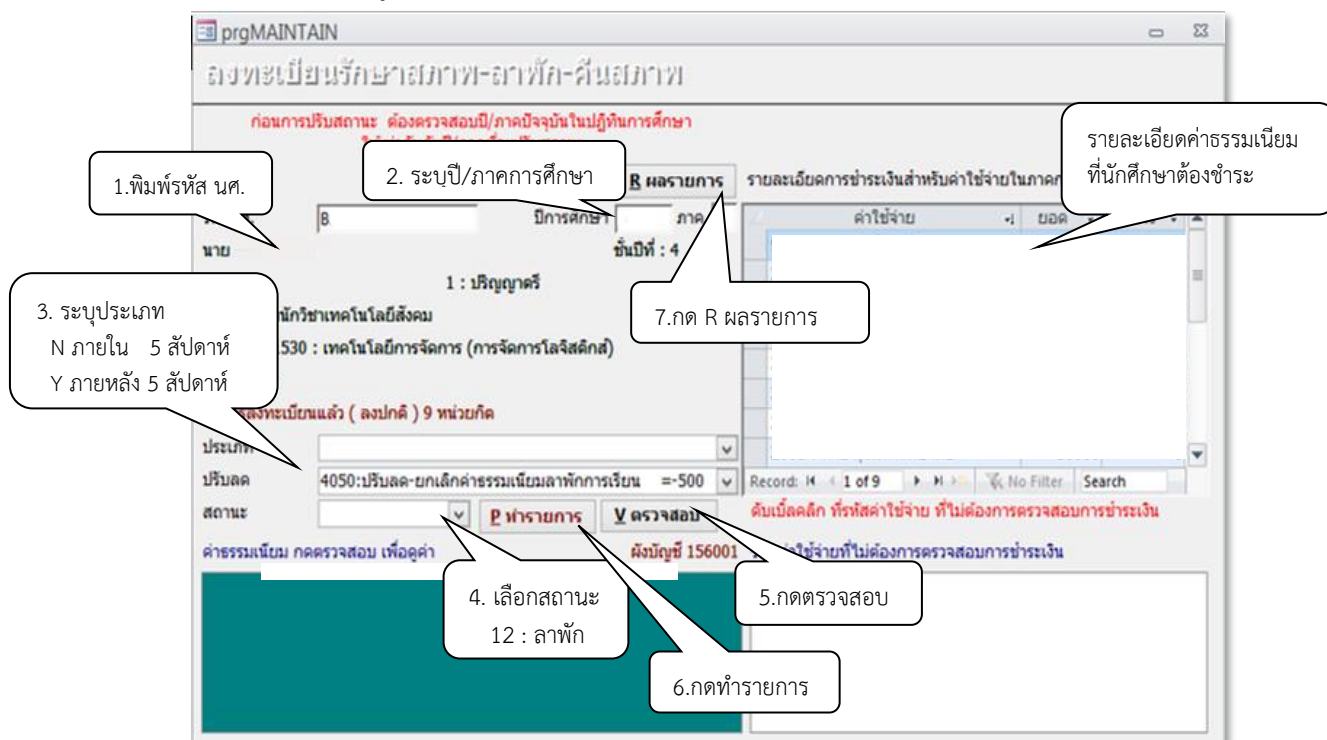 prgMAINTAIN
ลงทะเบียนรักษาสภาพ-ลาพัก-คืนสภาพ
ก่อนการปรับสถานะ ต้องตรวจสอบปี/ภาคปัจจุบันในปฏิทินการศึกษา
รายละเอียดค่าธรรมเนียม
ที่นักศึกษาต้องชำระ
1.พิมพ์รหัส นศ.
2. ระบุปี/ภาคการศึกษา
R ผลรายการ
รายละเอียดการชำระเงินสำหรับค่าใช้จ่ายในภาค
B
ปีการศึกษา
ภาค
ค่าใช้จ่าย
ยอด
นาย
ชั้นปีที่ : 4
1 : ปริญญาตรี
3. ระบุประเภท
N ภายใน 5 สัปดาห์
Y ภายหลัง 5 สัปดาห์
นักวิชาเทคโนโลยีสังคม
7.กด R ผลรายการ
530 : เทคโนโลยีการจัดการ (การจัดการโลจิสติกส์)
ลงทะเบียนแล้ว ( ลงปกติ ) 9 หน่วยกิต
ประเภท
ปรับลด
4050:ปรับลด-ยกเลิกค่าธรรมเนียมลาพักการเรียน =-500
Record: 1 of 9 No Filter Search
สถานะ
P ทำรายการ
V ตรวจสอบ
ดับเบิ้ลคลิก ที่รหัสค่าใช้จ่าย ที่ไม่ต้องการตรวจสอบการชำระเงิน
ค่าธรรมเนียม กดตรวจสอบ เพื่อดูค่า
ผังบัญชี 156001
ค่าใช้จ่ายที่ไม่ต้องการตรวจสอบการชำระเงิน
4. เลือกสถานะ
12 : ลาพัก
5.กดตรวจสอบ
6.กดทำรายการ